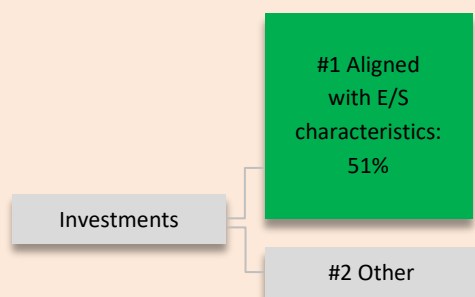 #1 Aligned
with E/S
characteristics:
51%
Investments
#2 Other